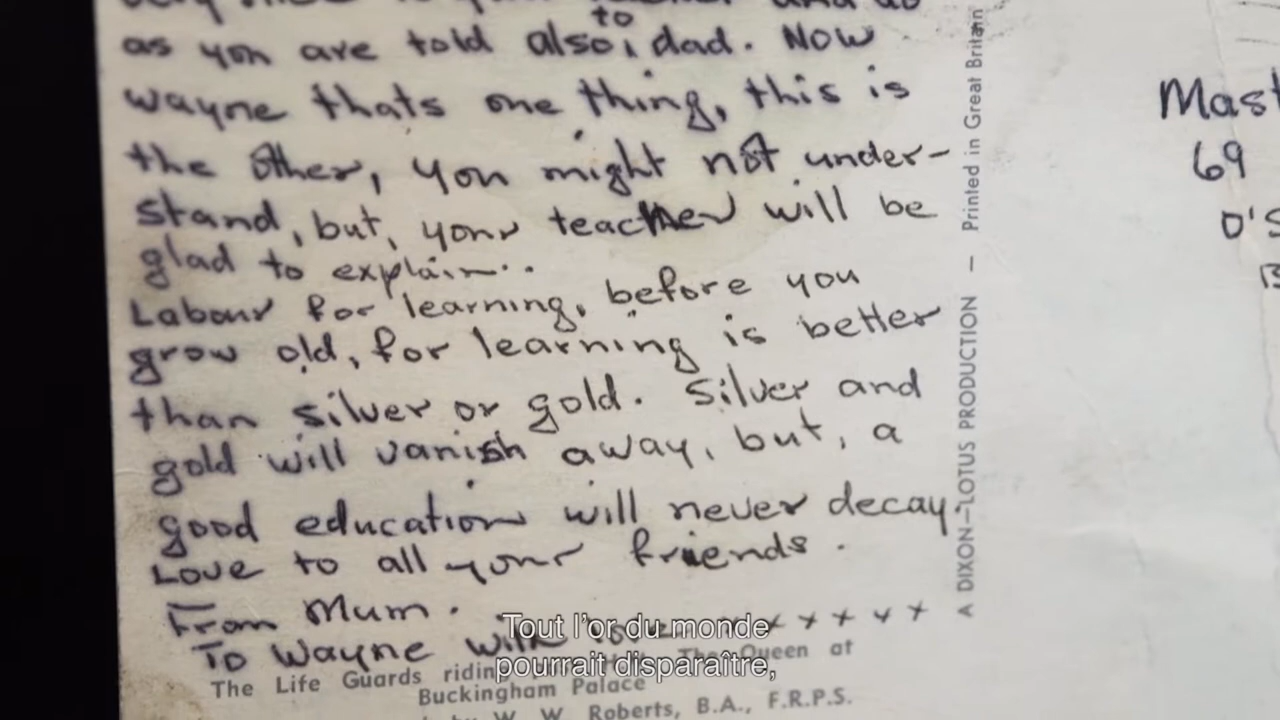 as you are told also, to dad. Now
wayne thats one thing, this is
the other, you might not under-
stand, but, your teacher will be
glad to explain..
Labour for learning, before you
grow old, for learning is better
than silver or gold. Silver and
gold will vanish away, but, a
good education will never decay.
Love to all your friends.
From Mum.
To Wayne with x x x x x
The Life Guards riding Queen at
Buckingham Palace
W. W. Roberts, B.A., F.R.P.S.
A DIXON–LOTUS PRODUCTION — Printed in Great Britain
Mast
69
O'S
B
Tout l'or du monde
pourrait disparaître,